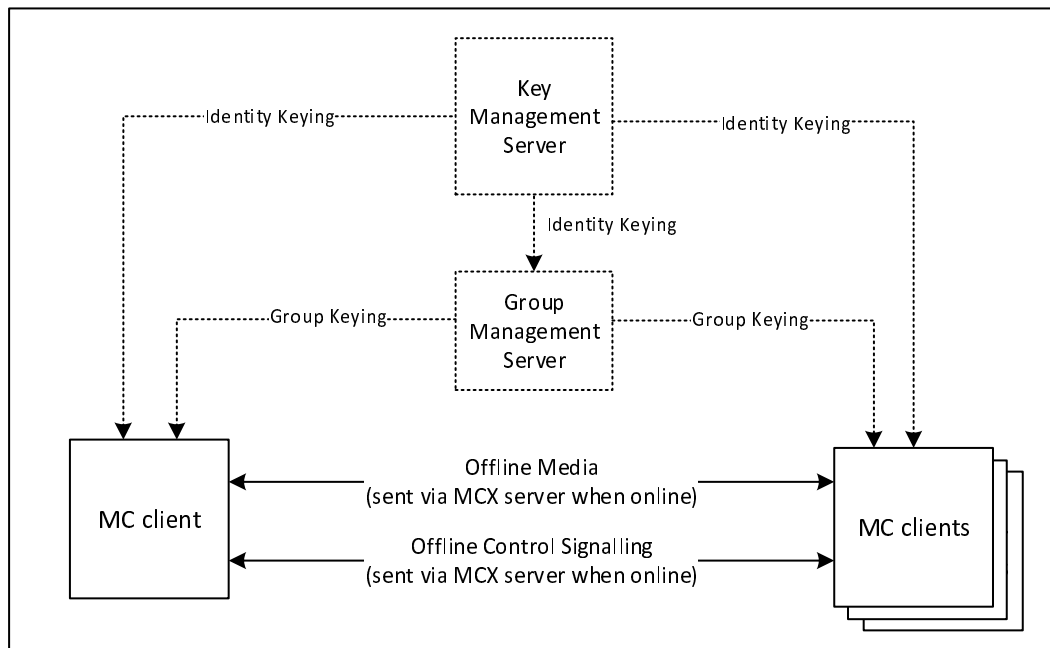 Key
Management
Server
Identity Keying
Identity Keying
Identity Keying
Group
Management
Server
Group Keying
Group Keying
Offline Media
(sent via MCX server when online)
MC client
MC clients
Offline Control Signalling
(sent via MCX server when online)